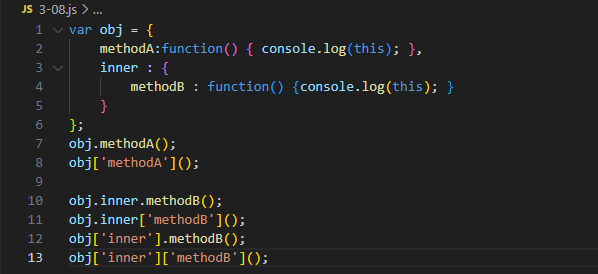 JS 3-08.js > ...
1 var obj = {
2     methodA:function() { console.log(this); },
3     inner : {
4         methodB : function() {console.log(this); }
5     }
6 };
7 obj.methodA();
8 obj['methodA']();
9
10 obj.inner.methodB();
11 obj.inner['methodB']();
12 obj['inner'].methodB();
13 obj['inner']['methodB']();